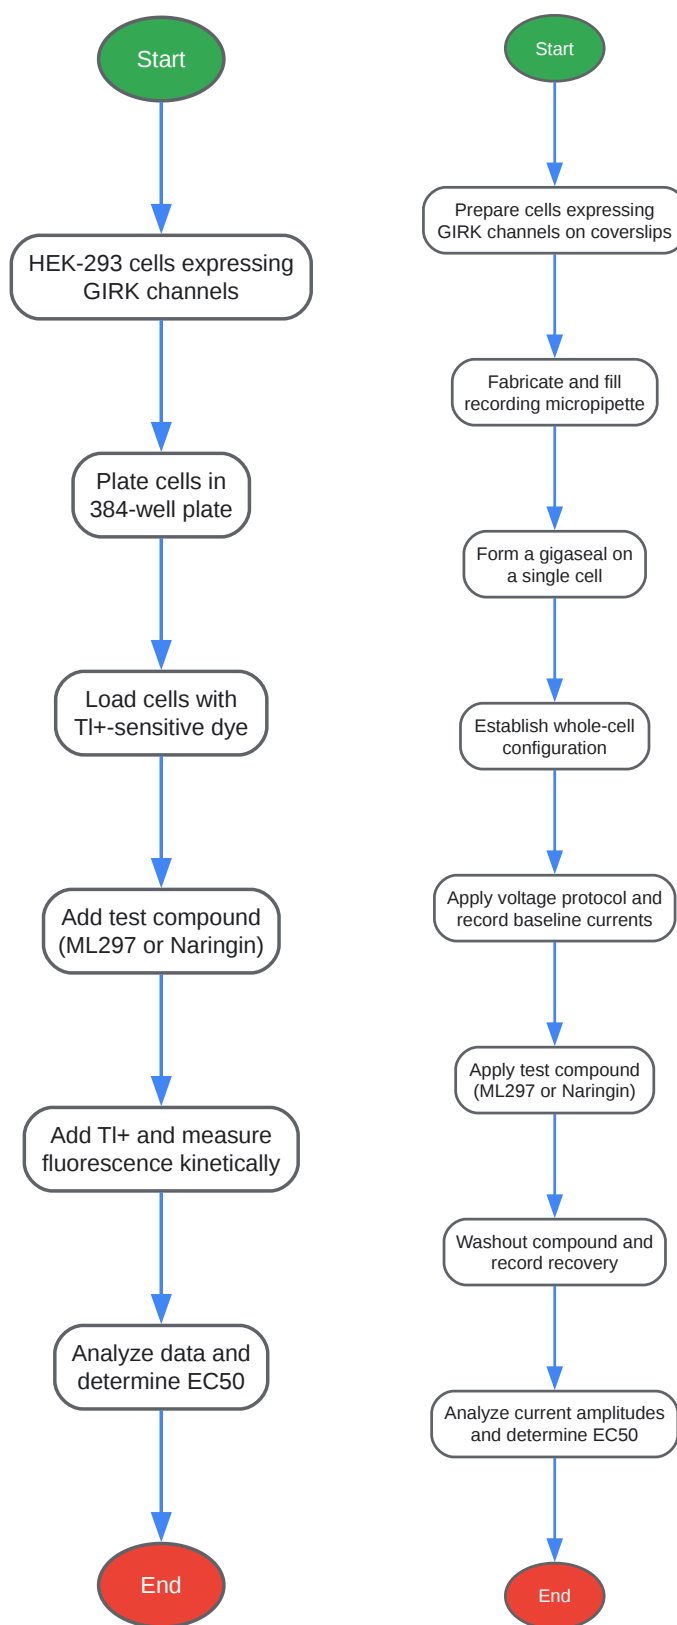 Start
HEK-293 cells expressing
GIRK channels
Plate cells in
384-well plate
Load cells with
Tl+-sensitive dye
Add test compound
(ML297 or Naringin)
Add Tl+ and measure
fluorescence kinetically
Analyze data and
determine EC50
End
Start
Prepare cells expressing
GIRK channels on coverslips
Fabricate and fill
recording micropipette
Form a gigaseal on
a single cell
Establish whole-cell
configuration
Apply voltage protocol and
record baseline currents
Apply test compound
(ML297 or Naringin)
Washout compound and
record recovery
Analyze current amplitudes
and determine EC50
End